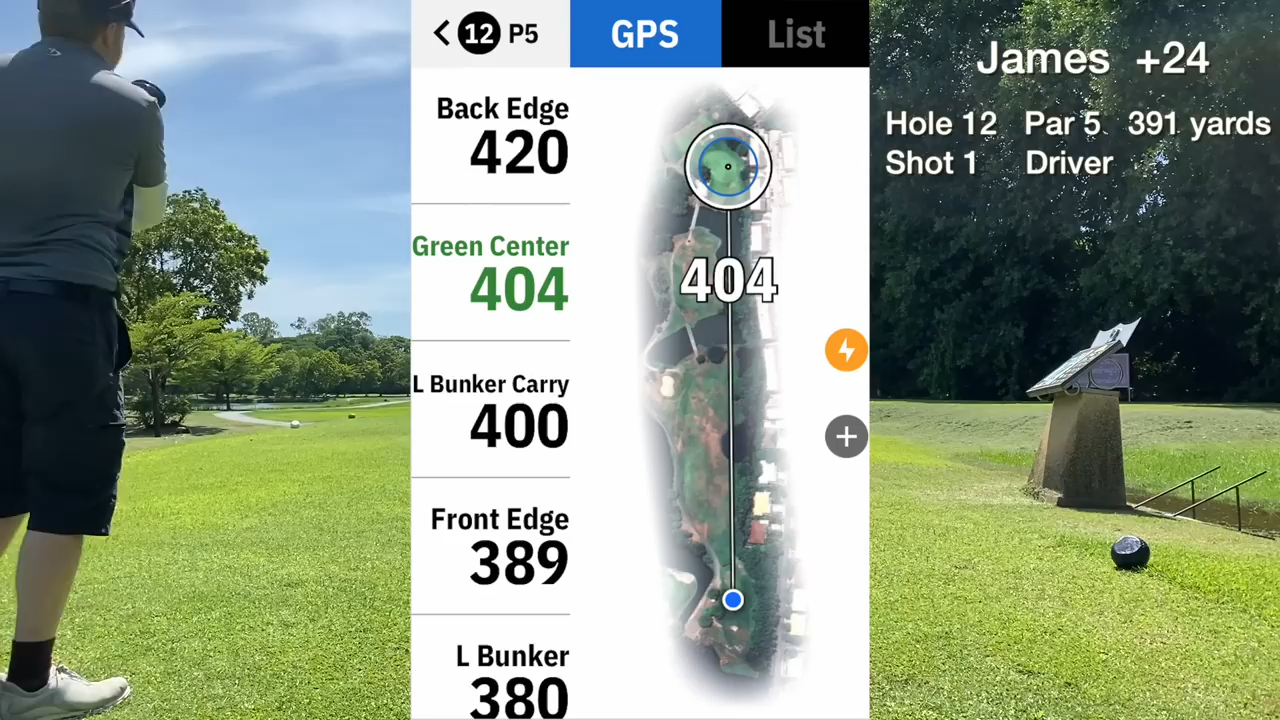 12 P5
GPS
List
Back Edge
420
Green Center
404
L Bunker Carry
400
Front Edge
389
L Bunker
380
404
James +24
Hole 12 Par 5 391 yards
Shot 1 Driver